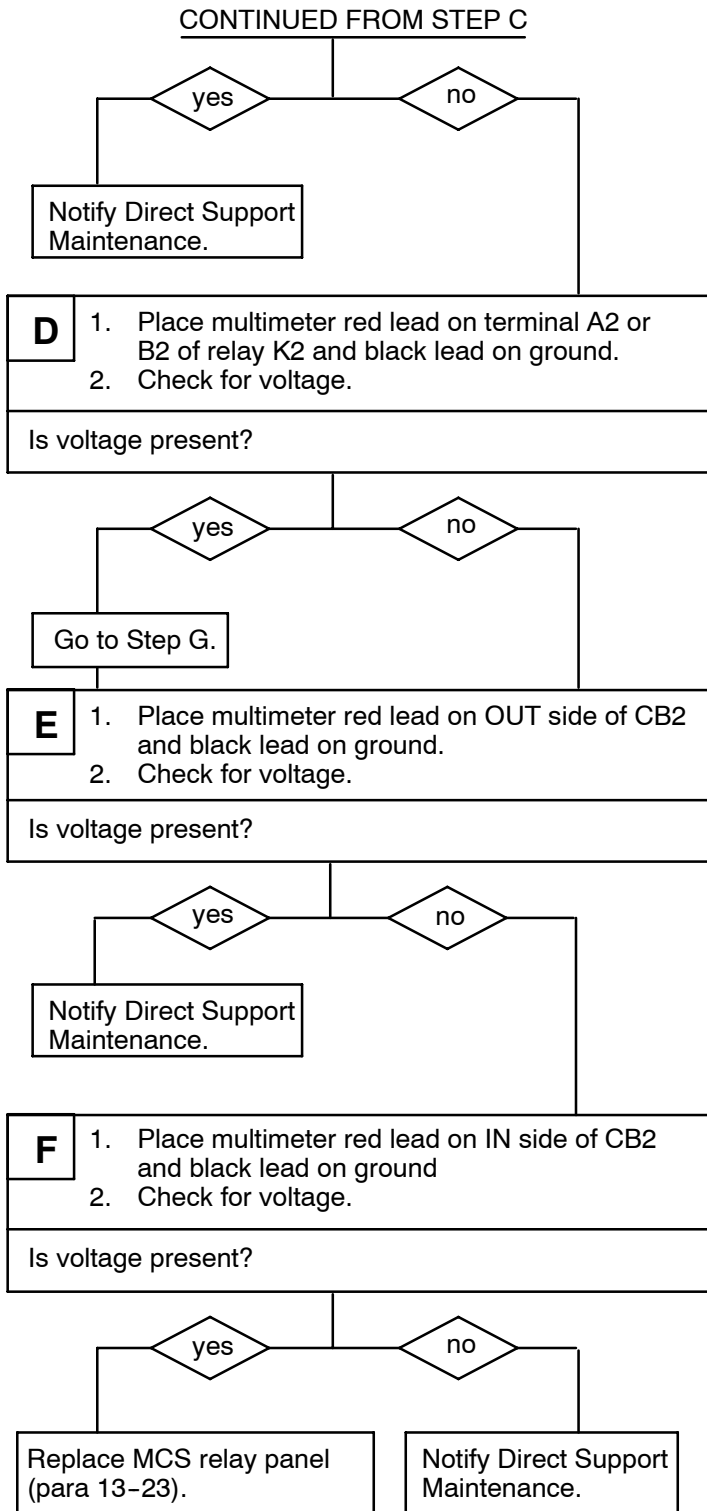 CONTINUED FROM STEP C
yes
no
Notify Direct Support
Maintenance.
D
1. Place multimeter red lead on terminal A2 or
B2 of relay K2 and black lead on ground.
2. Check for voltage.
Is voltage present?
yes
no
Go to Step G.
E
1. Place multimeter red lead on OUT side of CB2
and black lead on ground.
2. Check for voltage.
Is voltage present?
yes
no
Notify Direct Support
Maintenance.
F
1. Place multimeter red lead on IN side of CB2
and black lead on ground
2. Check for voltage.
Is voltage present?
yes
no
Replace MCS relay panel
(para 13-23).
Notify Direct Support
Maintenance.